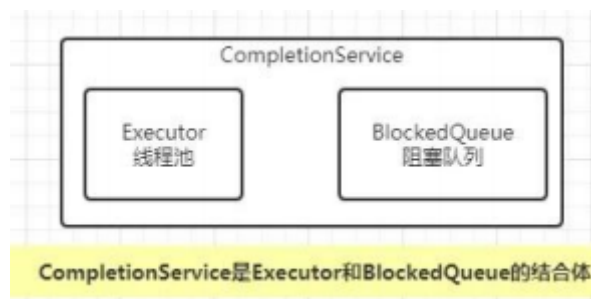 CompletionService
Executor
线程池
BlockedQueue
阻塞队列
CompletionService是Executor和BlockedQueue的结合体